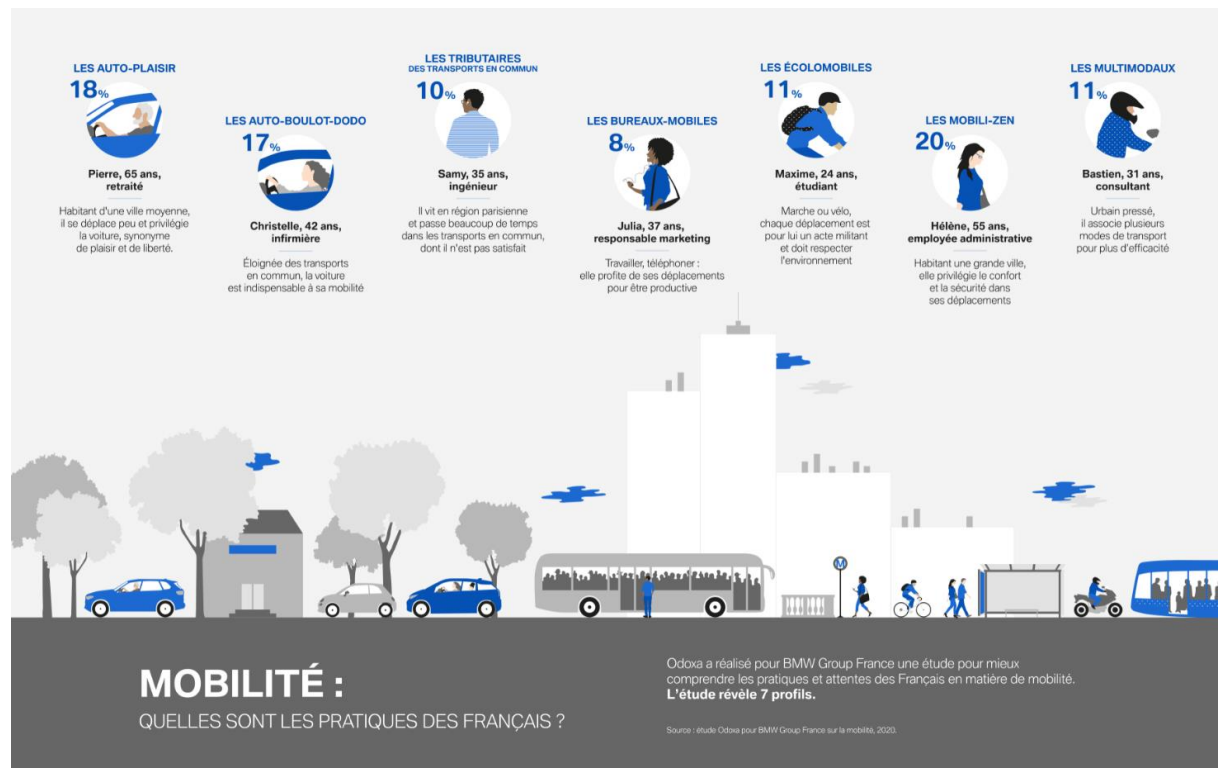 LES AUTO-PLAISIR
18%
Pierre, 65 ans,
retraité
Habitant d'une ville moyenne,
il se déplace peu et privilégie
la voiture, synonyme
de plaisir et de liberté.
LES AUTO-BOULOT-DODO
17%
Christelle, 42 ans,
infirmière
Éloignée des transports
en commun, la voiture
est indispensable à sa mobilité
LES TRIBUTAIRES
DES TRANSPORTS EN COMMUN
10%
Samy, 35 ans,
ingénieur
Il vit en région parisienne
et passe beaucoup de temps
dans les transports en commun,
dont il n'est pas satisfait
LES BUREAUX-MOBILES
8%
Julia, 37 ans,
responsable marketing
Travailler, téléphoner :
elle profite de ses déplacements
pour être productive
LES ÉCOLOMOBILES
11%
Maxime, 24 ans,
étudiant
Marche ou vélo,
chaque déplacement est
pour lui un acte militant
et doit respecter
l'environnement
LES MOBILI-ZEN
20%
Hélène, 55 ans,
employée administrative
Habitant une grande ville,
elle privilégie le confort
et la sécurité dans
ses déplacements
LES MULTIMODAUX
11%
Bastien, 31 ans,
consultant
Urbain pressé,
il associe plusieurs
modes de transport
pour plus d'efficacité
M
MOBILITÉ :
QUELLES SONT LES PRATIQUES DES FRANÇAIS ?
Odoxa a réalisé pour BMW Group France une étude pour mieux
comprendre les pratiques et attentes des Français en matière de mobilité.
L'étude révèle 7 profils.
Source : étude Odoxa pour BMW Group France sur la mobilité, 2020.